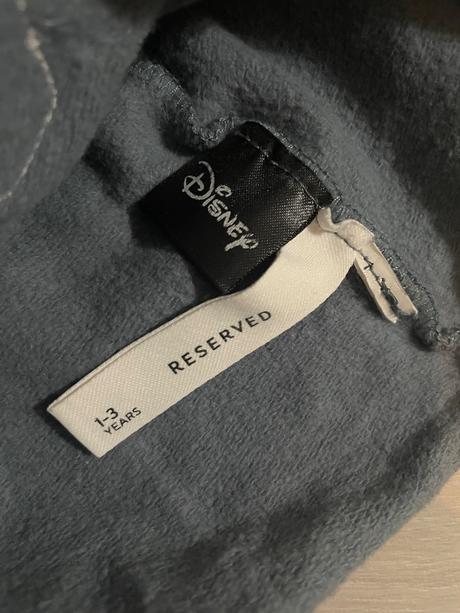 Disney
RESERVED
1-3
YEARS